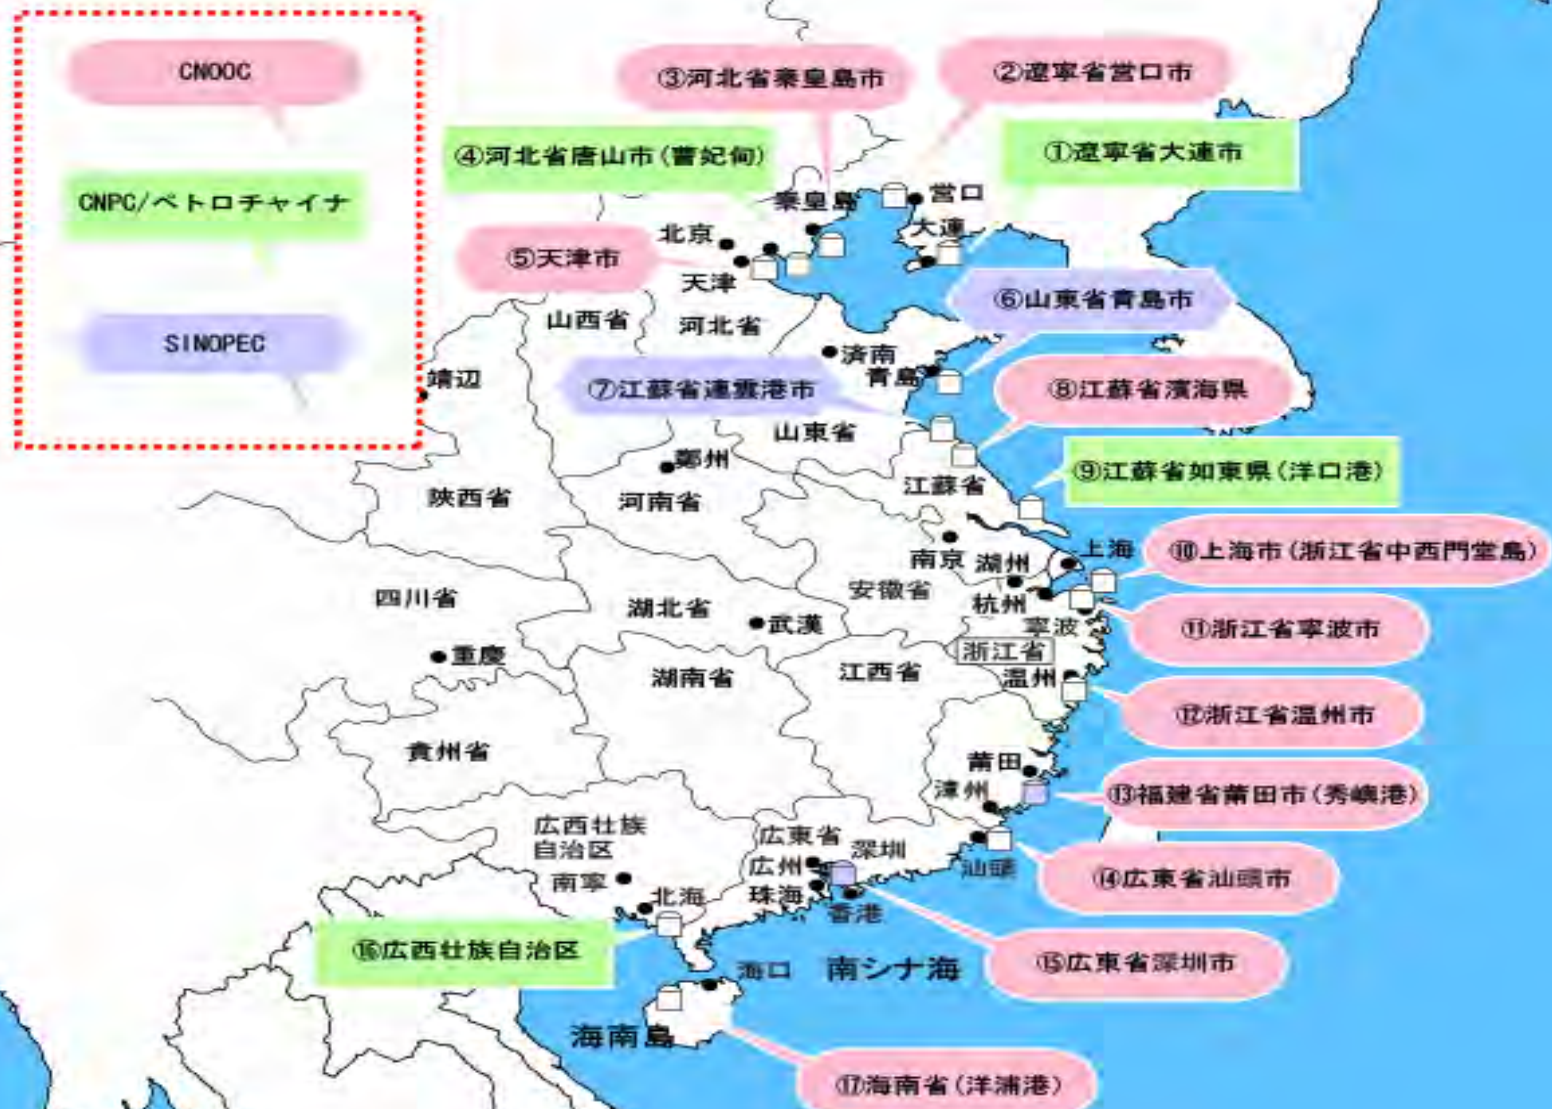 CNOOC
CNPC/ペトロチャイナ
SINOPEC
③河北省秦皇島市
②遼寧省営口市
④河北省唐山市(曹妃甸)
①遼寧省大連市
秦皇島
営口
大連
北京
⑤天津市
天津
⑥山東省青島市
山西省
河北省
済南
青島
靖辺
⑦江蘇省連雲港市
⑧江蘇省濱海県
山東省
鄭州
⑨江蘇省如東県(洋口港)
陝西省
河南省
江蘇省
南京
湖州
上海
⑩上海市(浙江省中西門堂島)
安徽省
杭州
四川省
湖北省
武漢
寧波
⑪浙江省寧波市
浙江省
重慶
湖南省
江西省
温州
⑫浙江省温州市
貴州省
莆田
漳州
⑬福建省莆田市(秀嶼港)
広西壮族
自治区
広東省
深圳
広州
汕頭
⑭広東省汕頭市
南寧
北海
珠海
香港
⑯広西壮族自治区
⑮広東省深圳市
海口
南シナ海
海南島
⑰海南省(洋浦港)